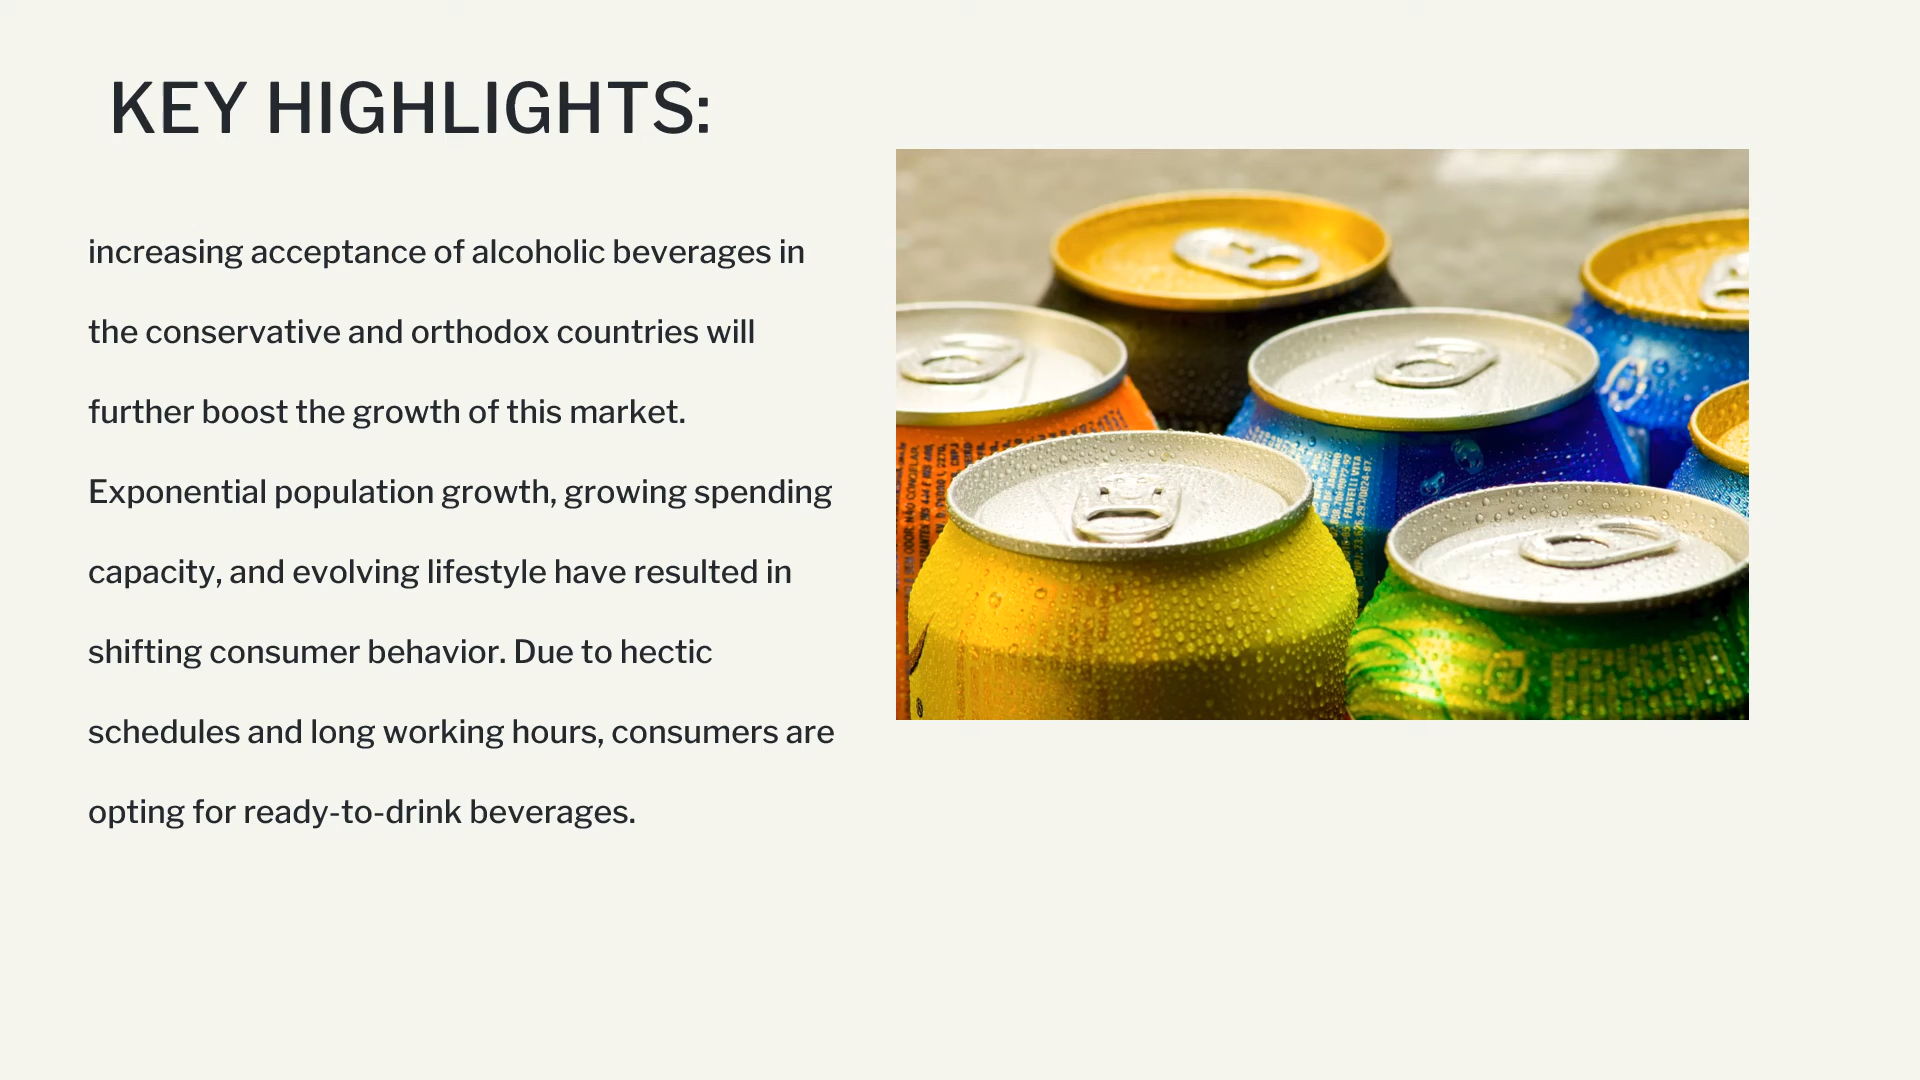 KEY HIGHLIGHTS:
increasing acceptance of alcoholic beverages in
the conservative and orthodox countries will
further boost the growth of this market.
Exponential population growth, growing spending
capacity, and evolving lifestyle have resulted in
shifting consumer behavior. Due to hectic
schedules and long working hours, consumers are
opting for ready-to-drink beverages.